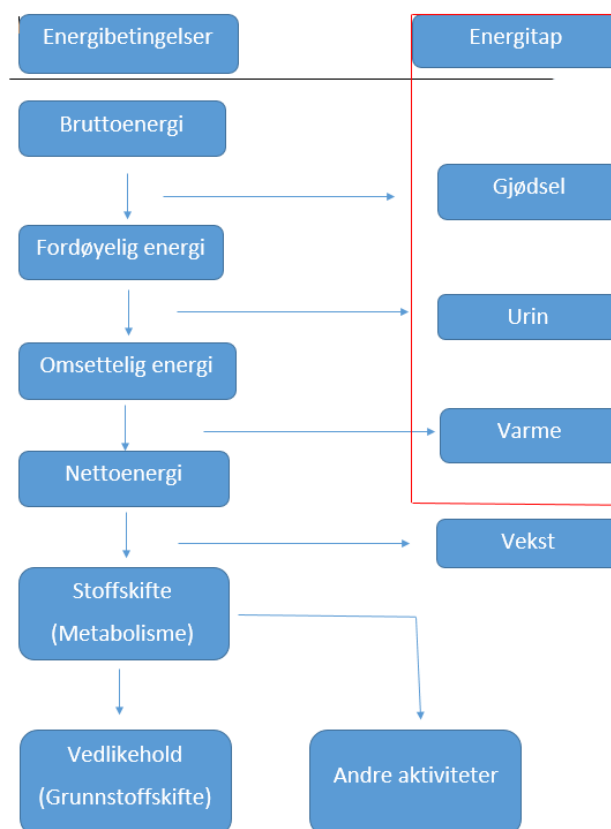 Energibetingelser
Energitap
Bruttoenergi
Gjødsel
Fordøyelig energi
Urin
Omsettelig energi
Varme
Nettoenergi
Vekst
Stoffskifte
(Metabolisme)
Vedlikehold
(Grunnstoffskifte)
Andre aktiviteter